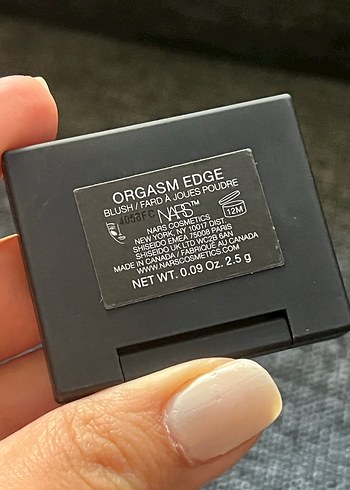 ORGASM EDGE
BLUSH / FARD À JOUES POUDRE
4058FC NARS™
12M
NARS COSMETICS
NEW YORK, NY 10017 DIST.
SHISEIDO EMEA 75008 PARIS
SHISEIDO UK LTD WC2B 6AN
MADE IN CANADA / FABRIQUÉ AU CANADA
WWW.NARSCOSMETICS.COM
NET WT. 0.09 OZ. 2.5 g